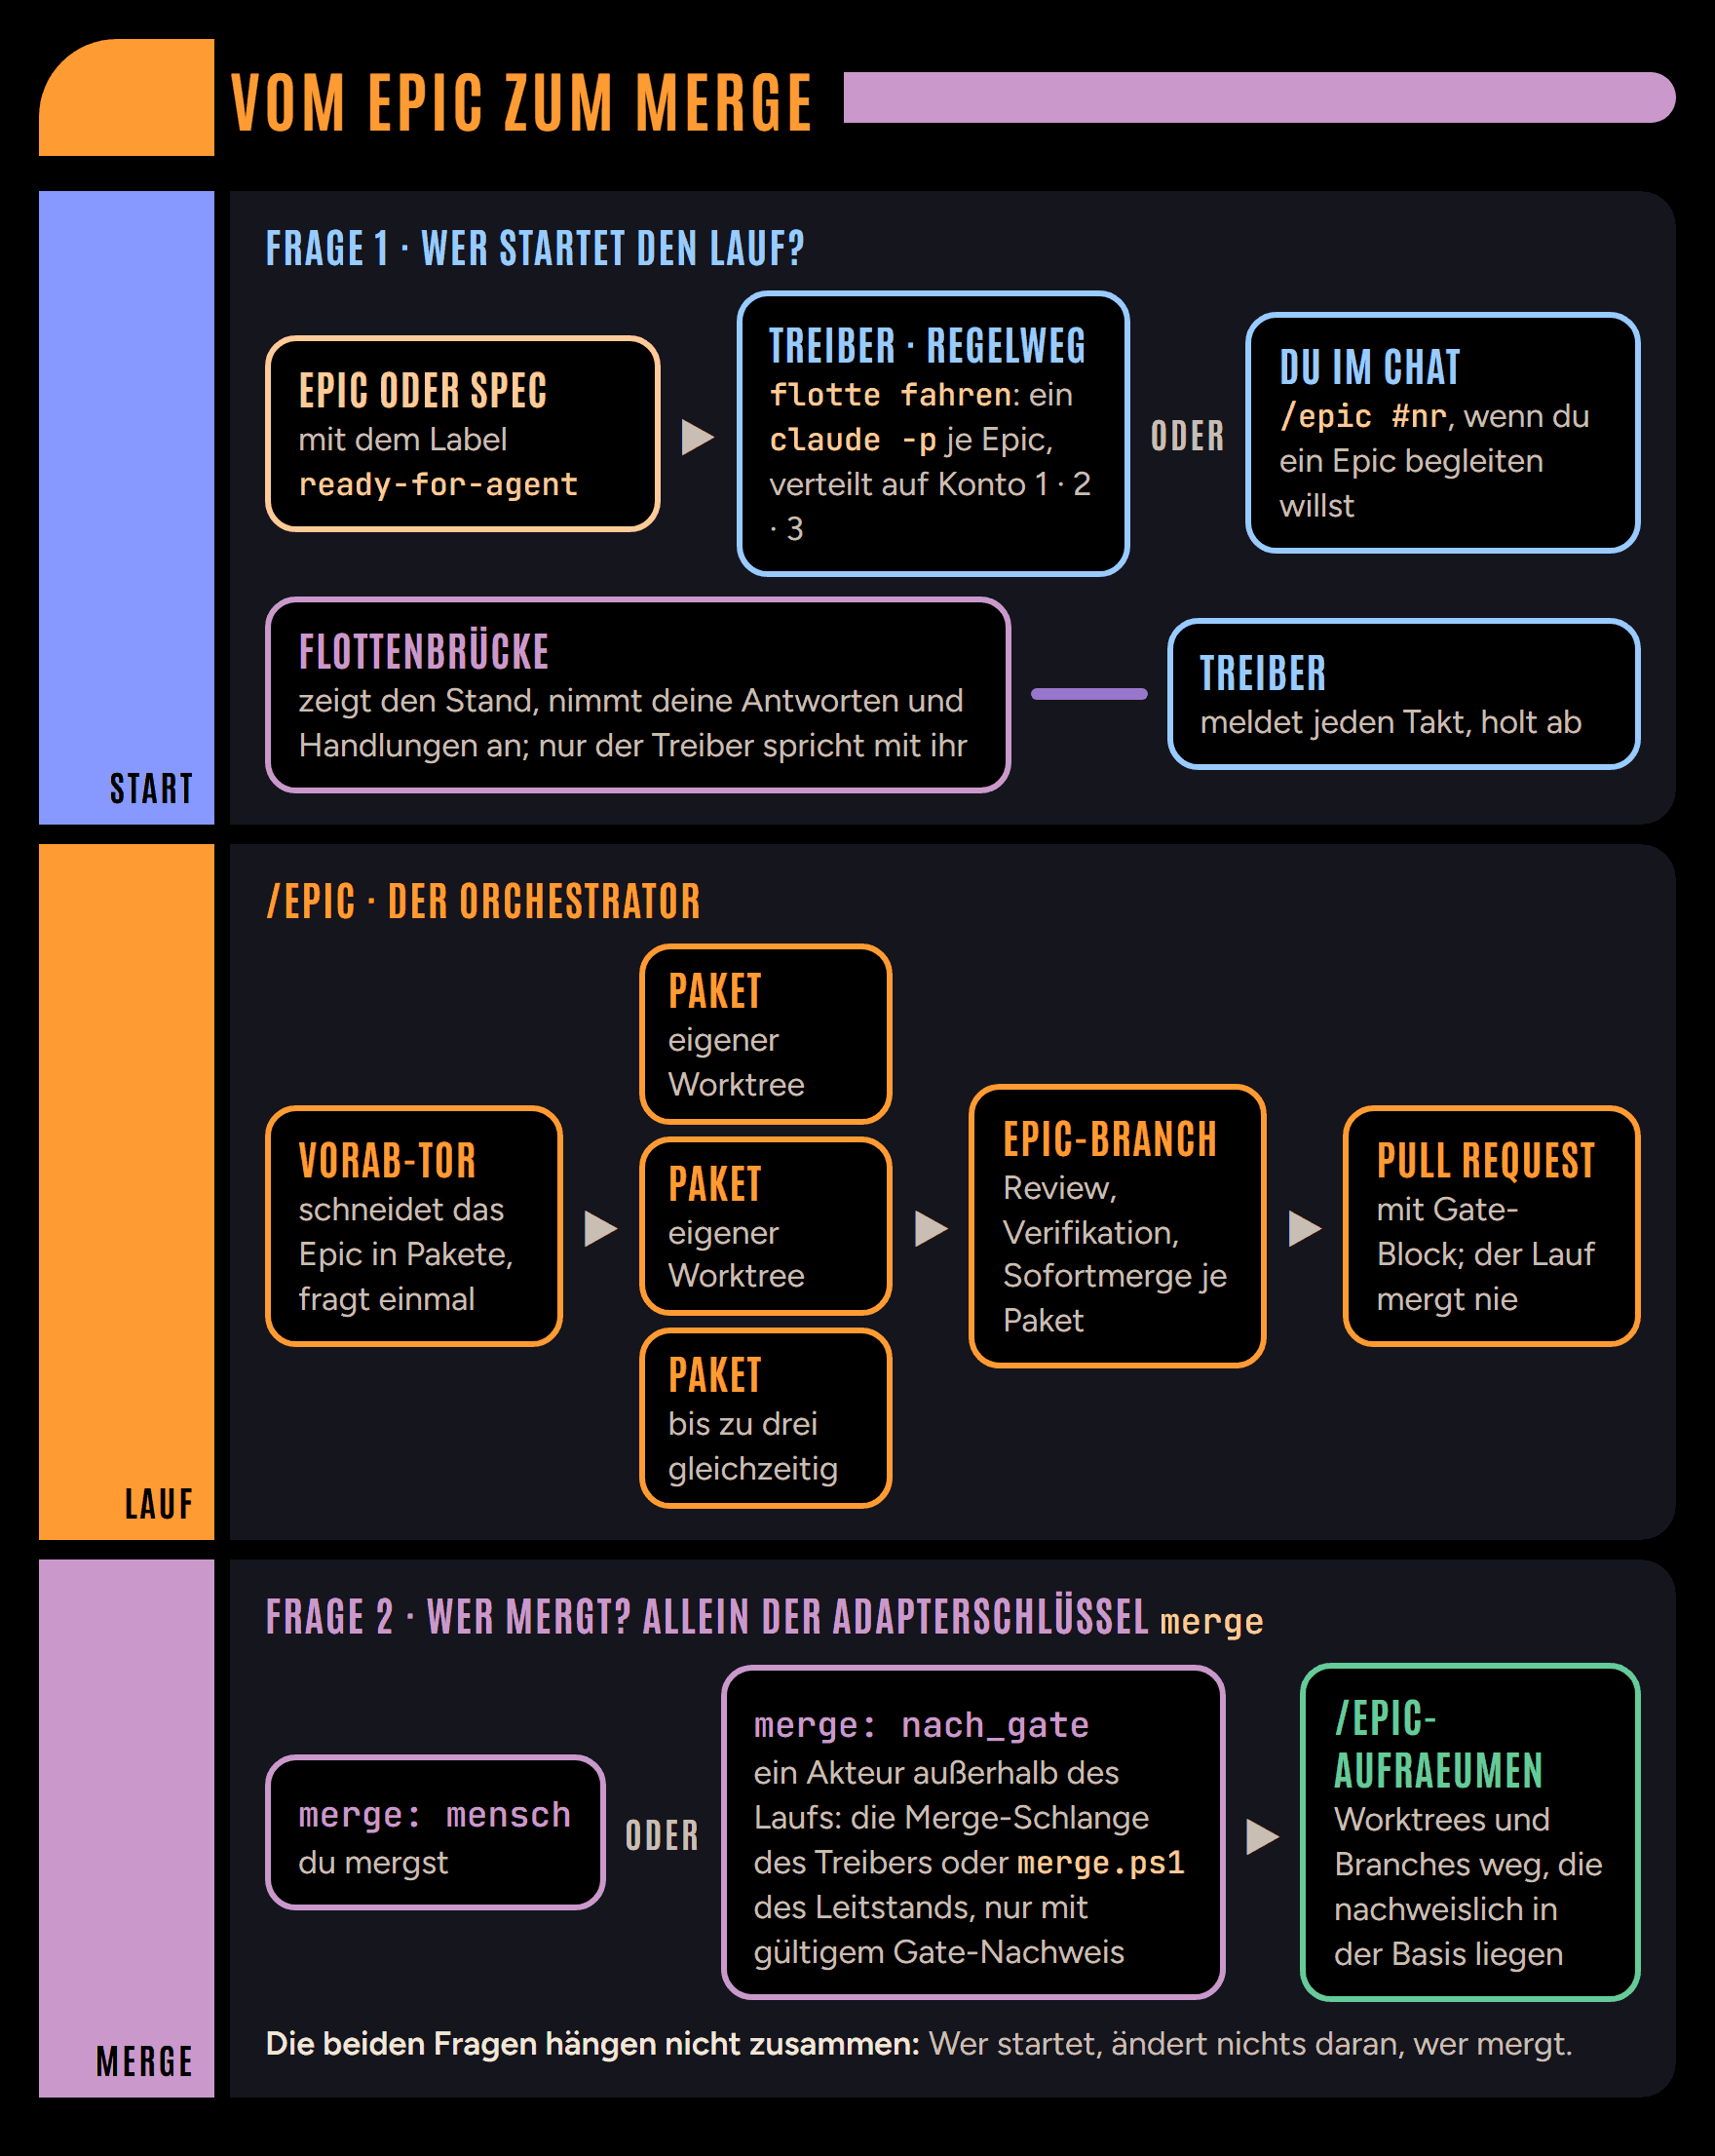 VOM EPIC ZUM MERGE
FRAGE 1 · WER STARTET DEN LAUF?
EPIC ODER SPEC
mit dem Label
ready-for-agent
TREIBER · REGELWEG
flotte fahren: ein
claude -p je Epic,
verteilt auf Konto 1 · 2
· 3
ODER
DU IM CHAT
/epic #nr, wenn du
ein Epic begleiten
willst
FLOTTENBRÜCKE
zeigt den Stand, nimmt deine Antworten und
Handlungen an; nur der Treiber spricht mit ihr
TREIBER
meldet jeden Takt, holt ab
START
/EPIC · DER ORCHESTRATOR
VORAB-TOR
schneidet das
Epic in Pakete,
fragt einmal
PAKET
eigener
Worktree
PAKET
eigener
Worktree
PAKET
bis zu drei
gleichzeitig
EPIC-BRANCH
Review,
Verifikation,
Sofortmerge je
Paket
PULL REQUEST
mit Gate-
Block; der Lauf
mergt nie
LAUF
FRAGE 2 · WER MERGT? ALLEIN DER ADAPTERSCHLÜSSEL merge
merge: mensch
du mergst
ODER
merge: nach_gate
ein Akteur außerhalb des
Laufs: die Merge-Schlange
des Treibers oder merge.ps1
des Leitstands, nur mit
gültigem Gate-Nachweis
/EPIC-
AUFRAEUMEN
Worktrees und
Branches weg, die
nachweislich in
der Basis liegen
Die beiden Fragen hängen nicht zusammen: Wer startet, ändert nichts daran, wer mergt.
MERGE